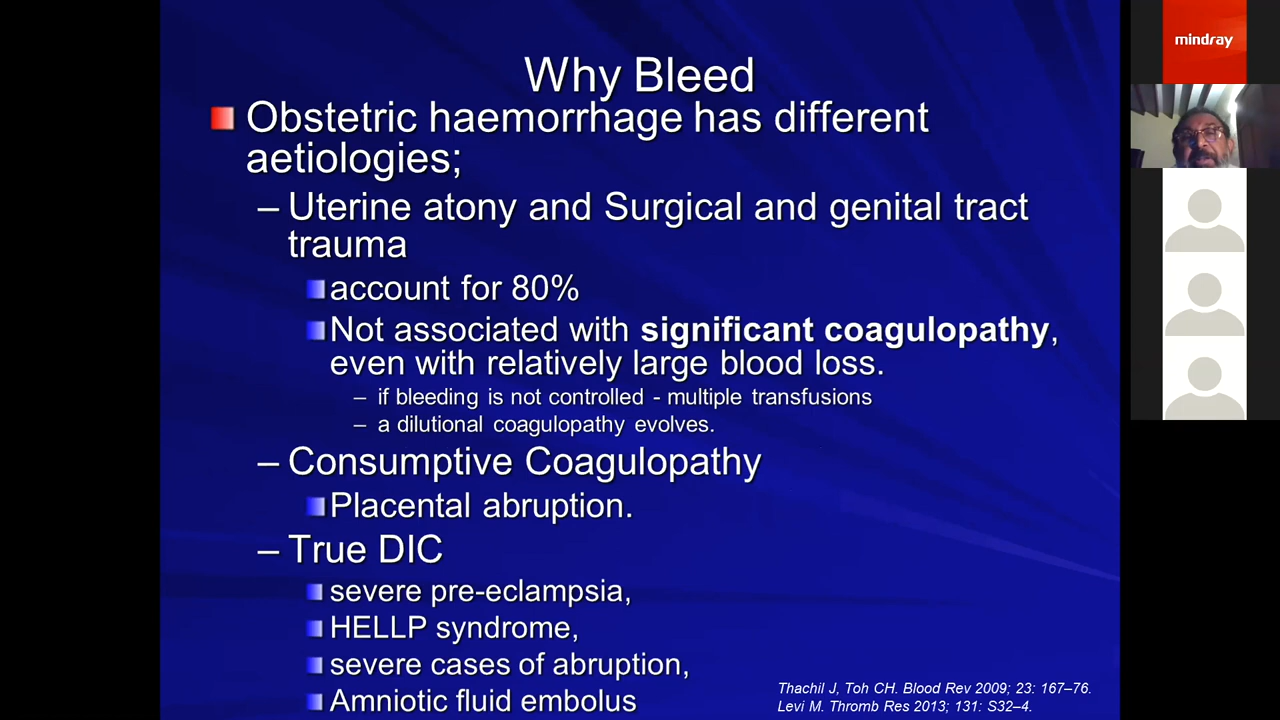 Why Bleed
Obstetric haemorrhage has different
aetiologies;
– Uterine atony and Surgical and genital tract
trauma
account for 80%
Not associated with significant coagulopathy,
even with relatively large blood loss.
– if bleeding is not controlled - multiple transfusions
– a dilutional coagulopathy evolves.
– Consumptive Coagulopathy
Placental abruption.
– True DIC
severe pre-eclampsia,
HELLP syndrome,
severe cases of abruption,
Amniotic fluid embolus
Thachil J, Toh CH. Blood Rev 2009; 23: 167–76.
Levi M. Thromb Res 2013; 131: S32–4.
mindray